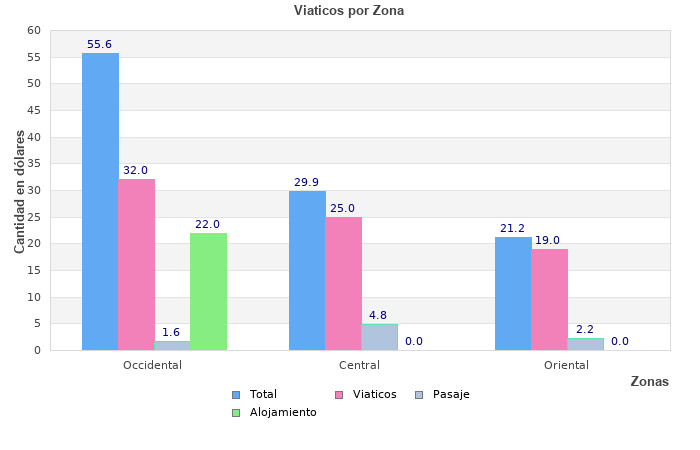 Viaticos por Zona
Cantidad en dólares
60
55
50
45
40
35
30
25
20
15
10
5
0
55.6
32.0
1.6
22.0
29.9
25.0
4.8
0.0
21.2
19.0
2.2
0.0
Occidental
Central
Oriental
Zonas
Total
Viaticos
Pasaje
Alojamiento